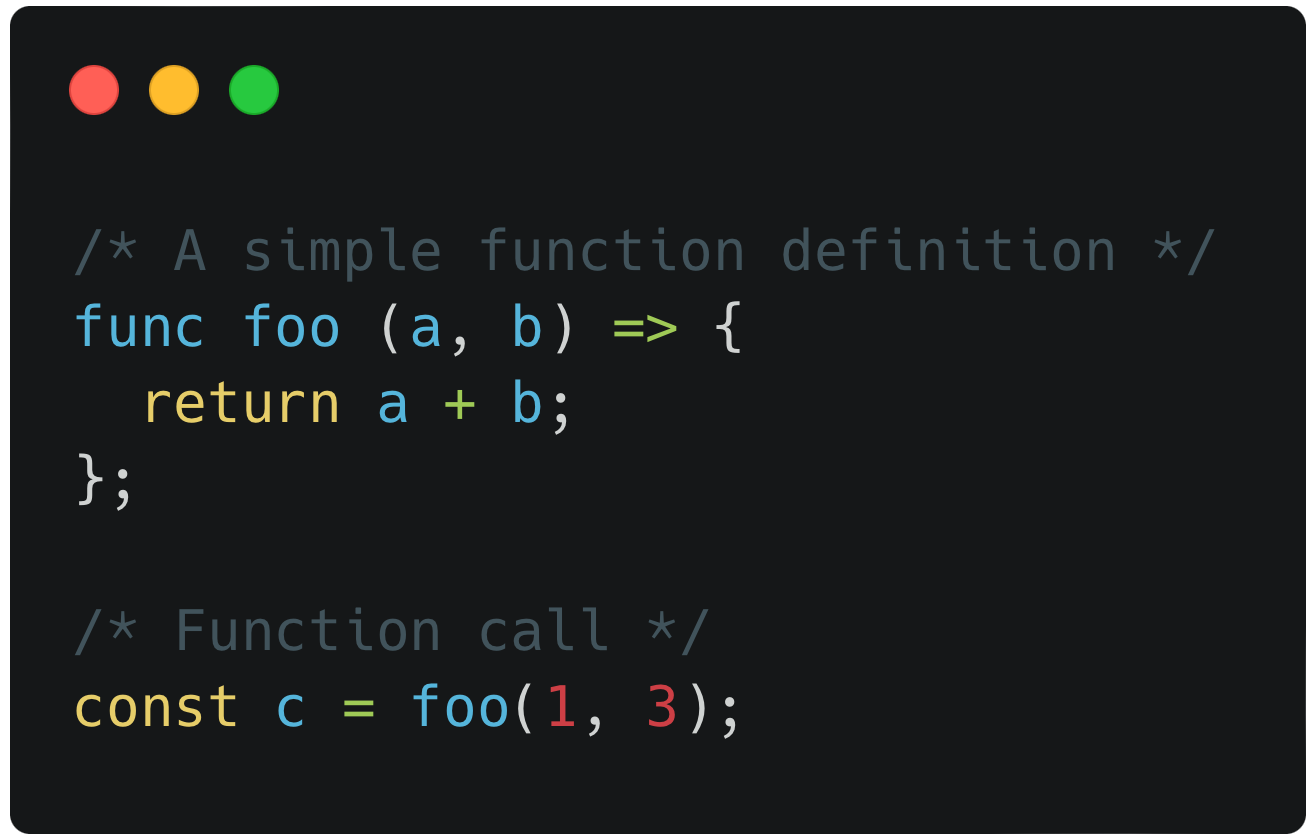 /* A simple function definition */
func foo (a, b) => {
  return a + b;
};

/* Function call */
const c = foo(1, 3);